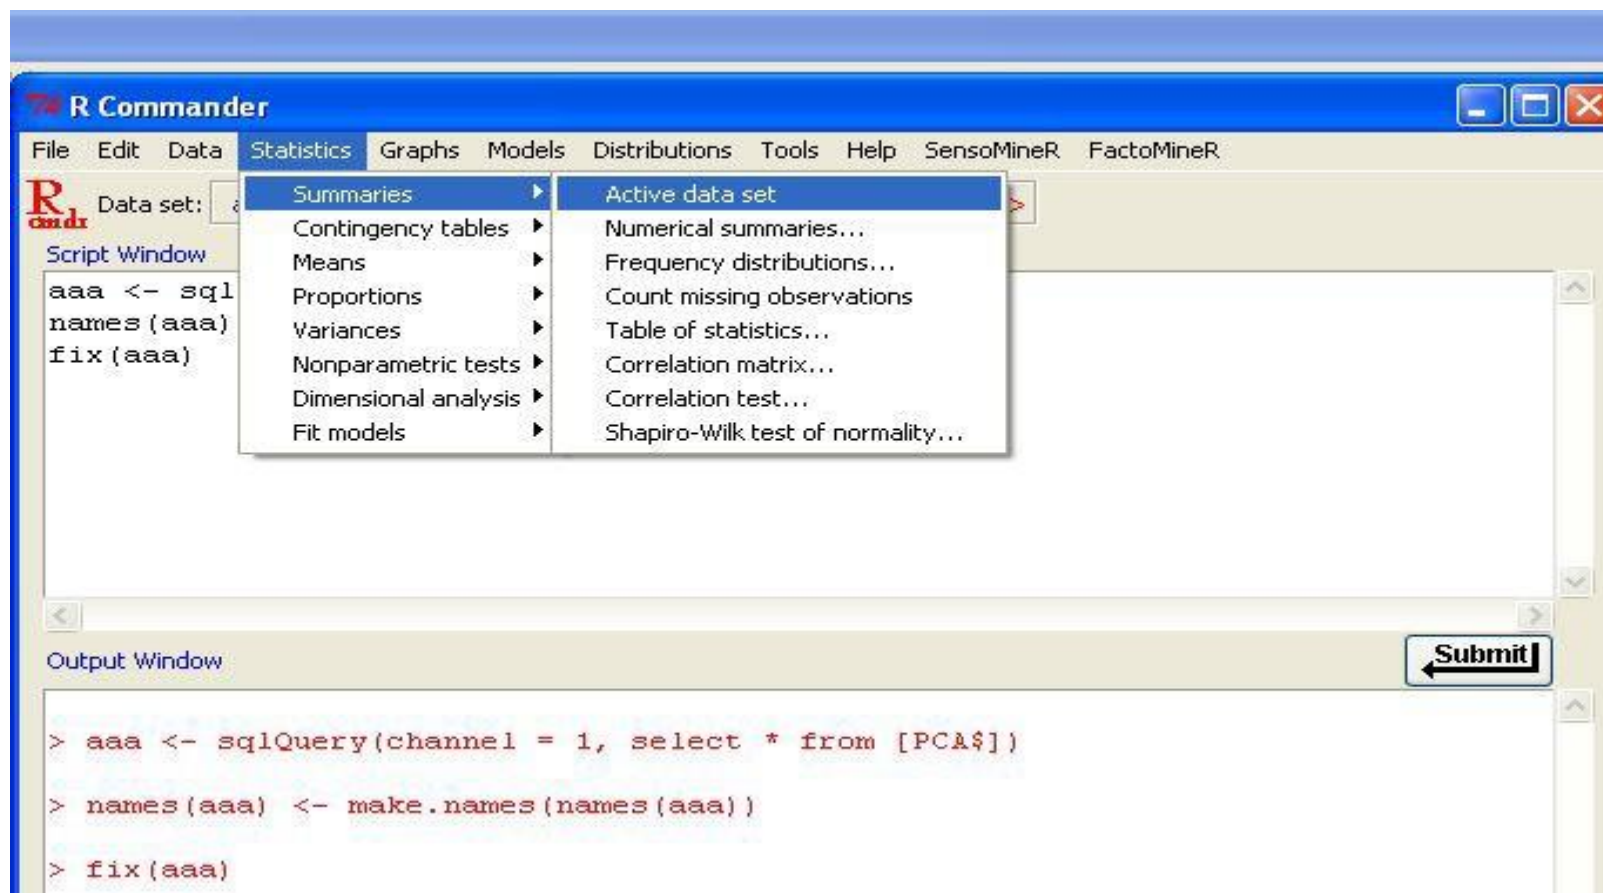 R Commander
File Edit Data Statistics Graphs Models Distributions Tools Help SensoMineR FactoMineR
R
cmdr
Data set:
Summaries
Contingency tables
Means
Proportions
Variances
Nonparametric tests
Dimensional analysis
Fit models
Active data set
Numerical summaries...
Frequency distributions...
Count missing observations
Table of statistics...
Correlation matrix...
Correlation test...
Shapiro-Wilk test of normality...
>
Script Window
aaa <- sql
names(aaa)
fix(aaa)
Output Window
Submit
> aaa <- sqlQuery(channel = 1, select * from [PCA$])
> names(aaa) <- make.names(names(aaa))
> fix(aaa)